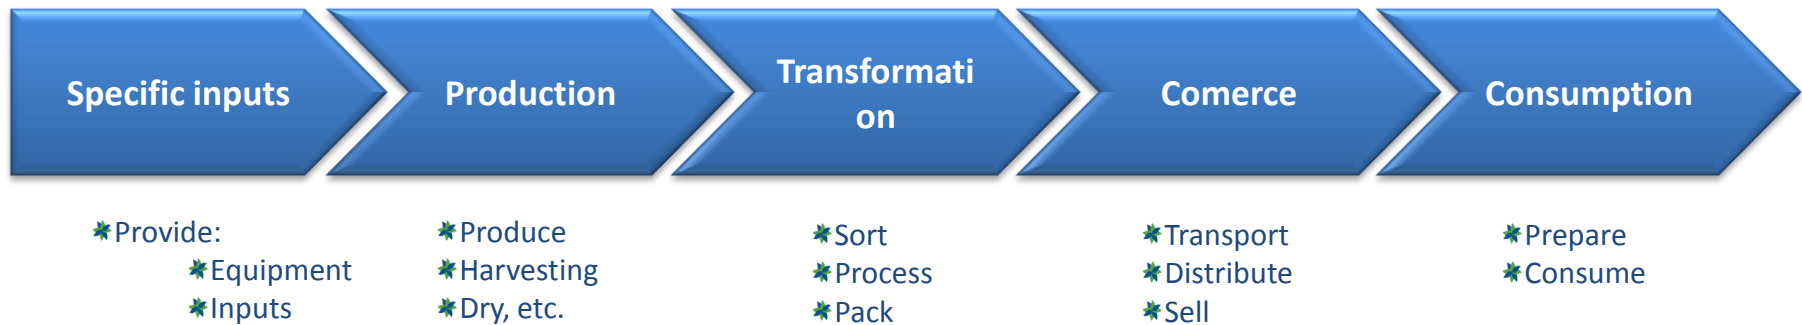 Specific inputs
Production
Transformati
on
Comerce
Consumption
Provide:
Equipment
Inputs
Produce
Harvesting
Dry, etc.
Sort
Process
Pack
Transport
Distribute
Sell
Prepare
Consume